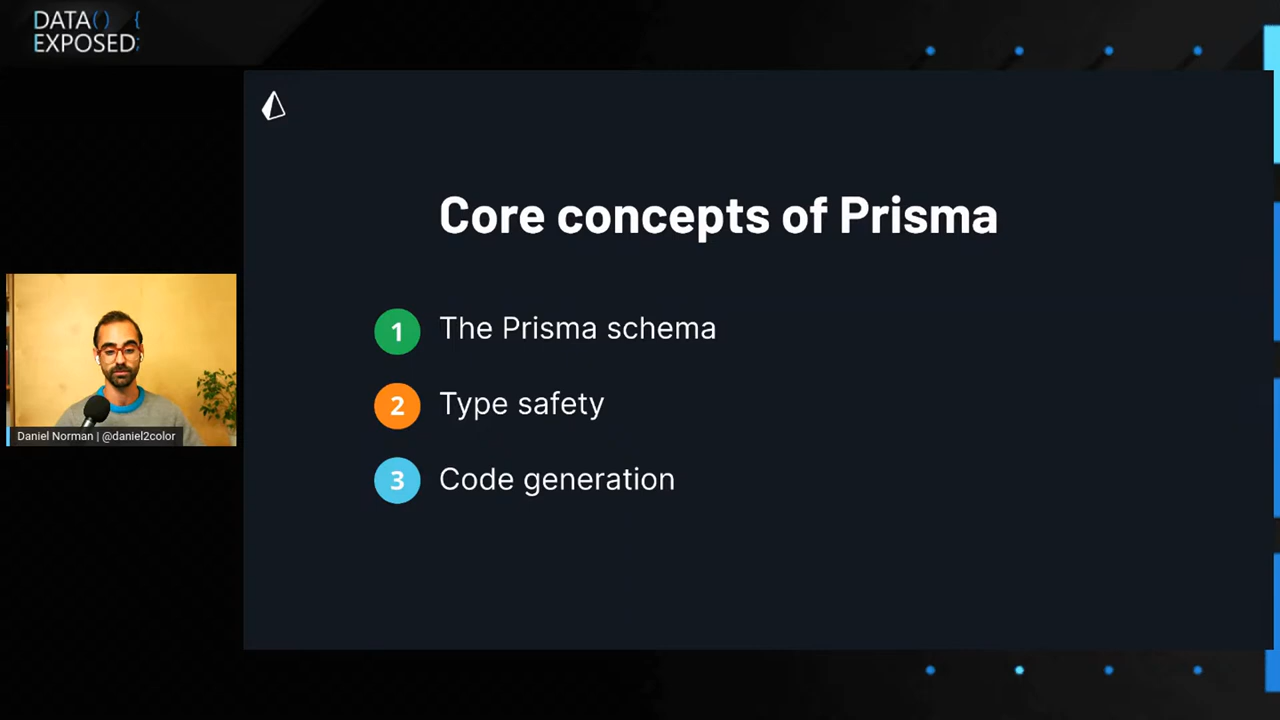 DATA() {
EXPOSED;
Core concepts of Prisma
1 The Prisma schema
2 Type safety
3 Code generation
Daniel Norman | @daniel2color